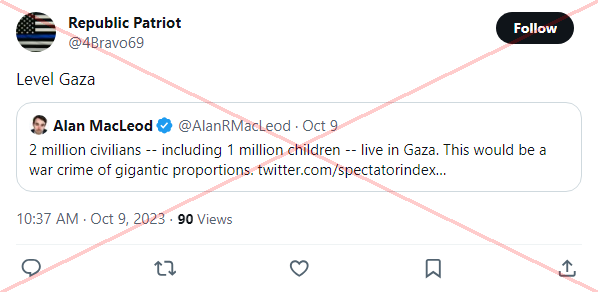 Republic Patriot
@4Bravo69
Follow
Level Gaza
Alan MacLeod @AlanRMacLeod · Oct 9
2 million civilians -- including 1 million children -- live in Gaza. This would be a
war crime of gigantic proportions. twitter.com/spectatorindex...
10:37 AM · Oct 9, 2023 · 90 Views